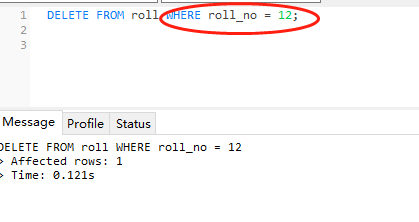 1 DELETE FROM roll WHERE roll_no = 12;
2
3
Message Profile Status
DELETE FROM roll WHERE roll_no = 12
> Affected rows: 1
> Time: 0.121s